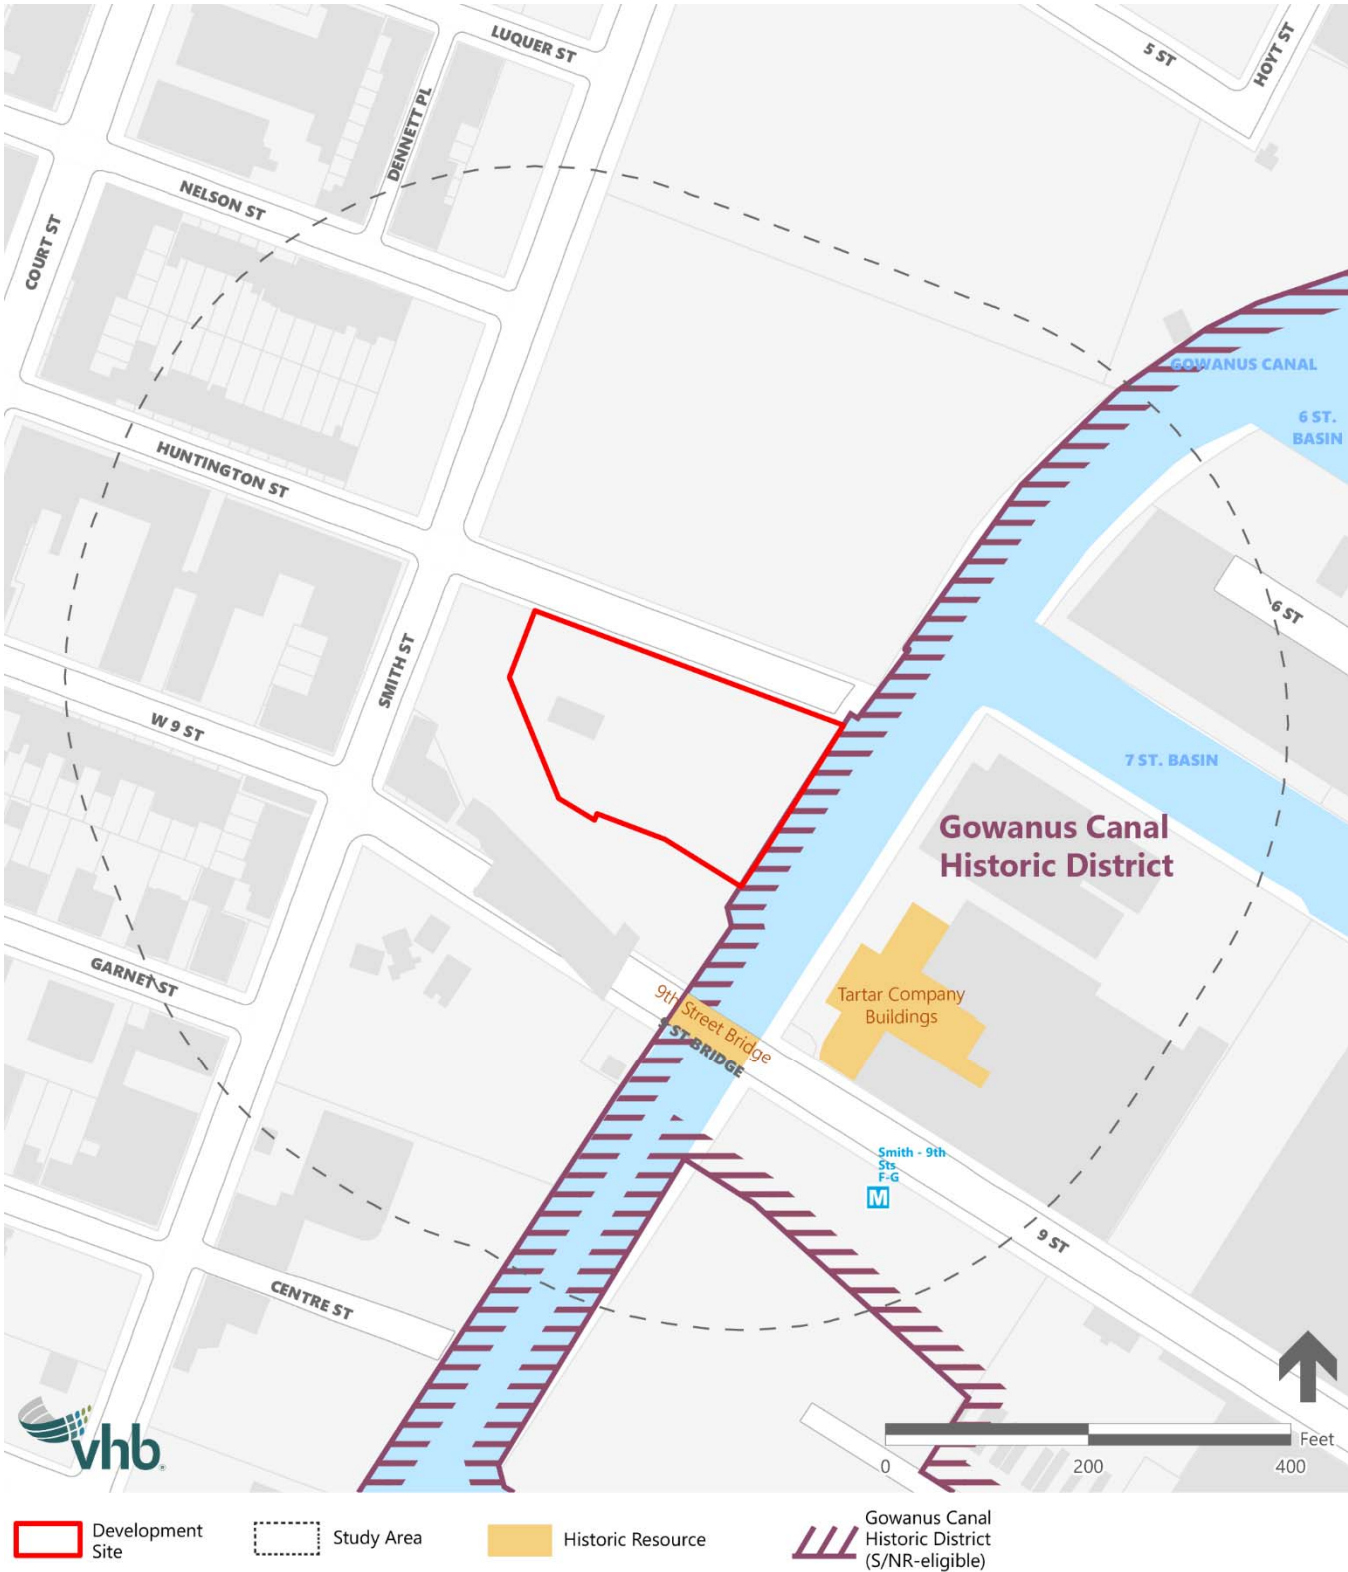 LUQUER ST
5 ST
HOYT ST
DENNETT PL
NELSON ST
COURT ST
GOWANUS CANAL
6 ST.
BASIN
HUNTINGTON ST
6 ST
SMITH ST
W 9 ST
7 ST. BASIN
Gowanus Canal
Historic District
GARNET ST
9th Street Bridge
9 ST BRIDGE
Tartar Company
Buildings
Smith - 9th
Sts
F-G
M
9 ST
CENTRE ST
vhb.
Feet
0 200 400
Development
Site
Study Area
Historic Resource
Gowanus Canal
Historic District
(S/NR-eligible)